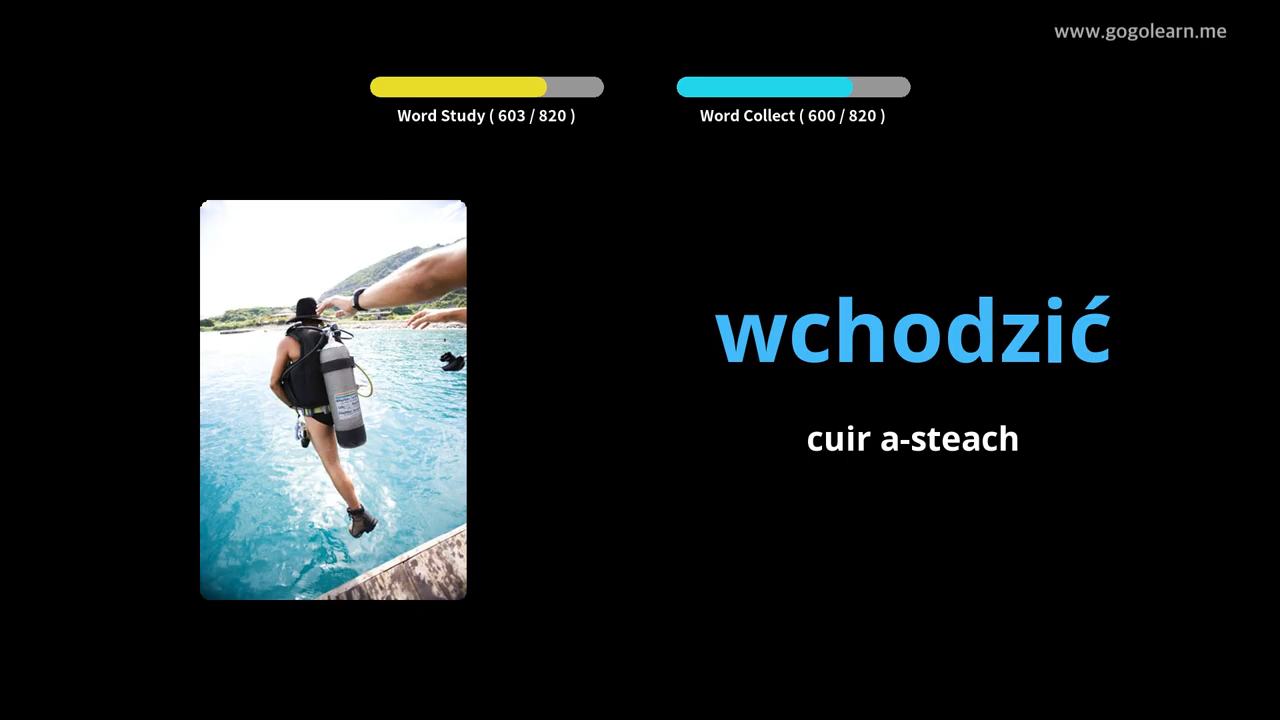 www.gogolearn.me
Word Study ( 603 / 820 )
Word Collect ( 600 / 820 )
wchodzić
cuir a-steach